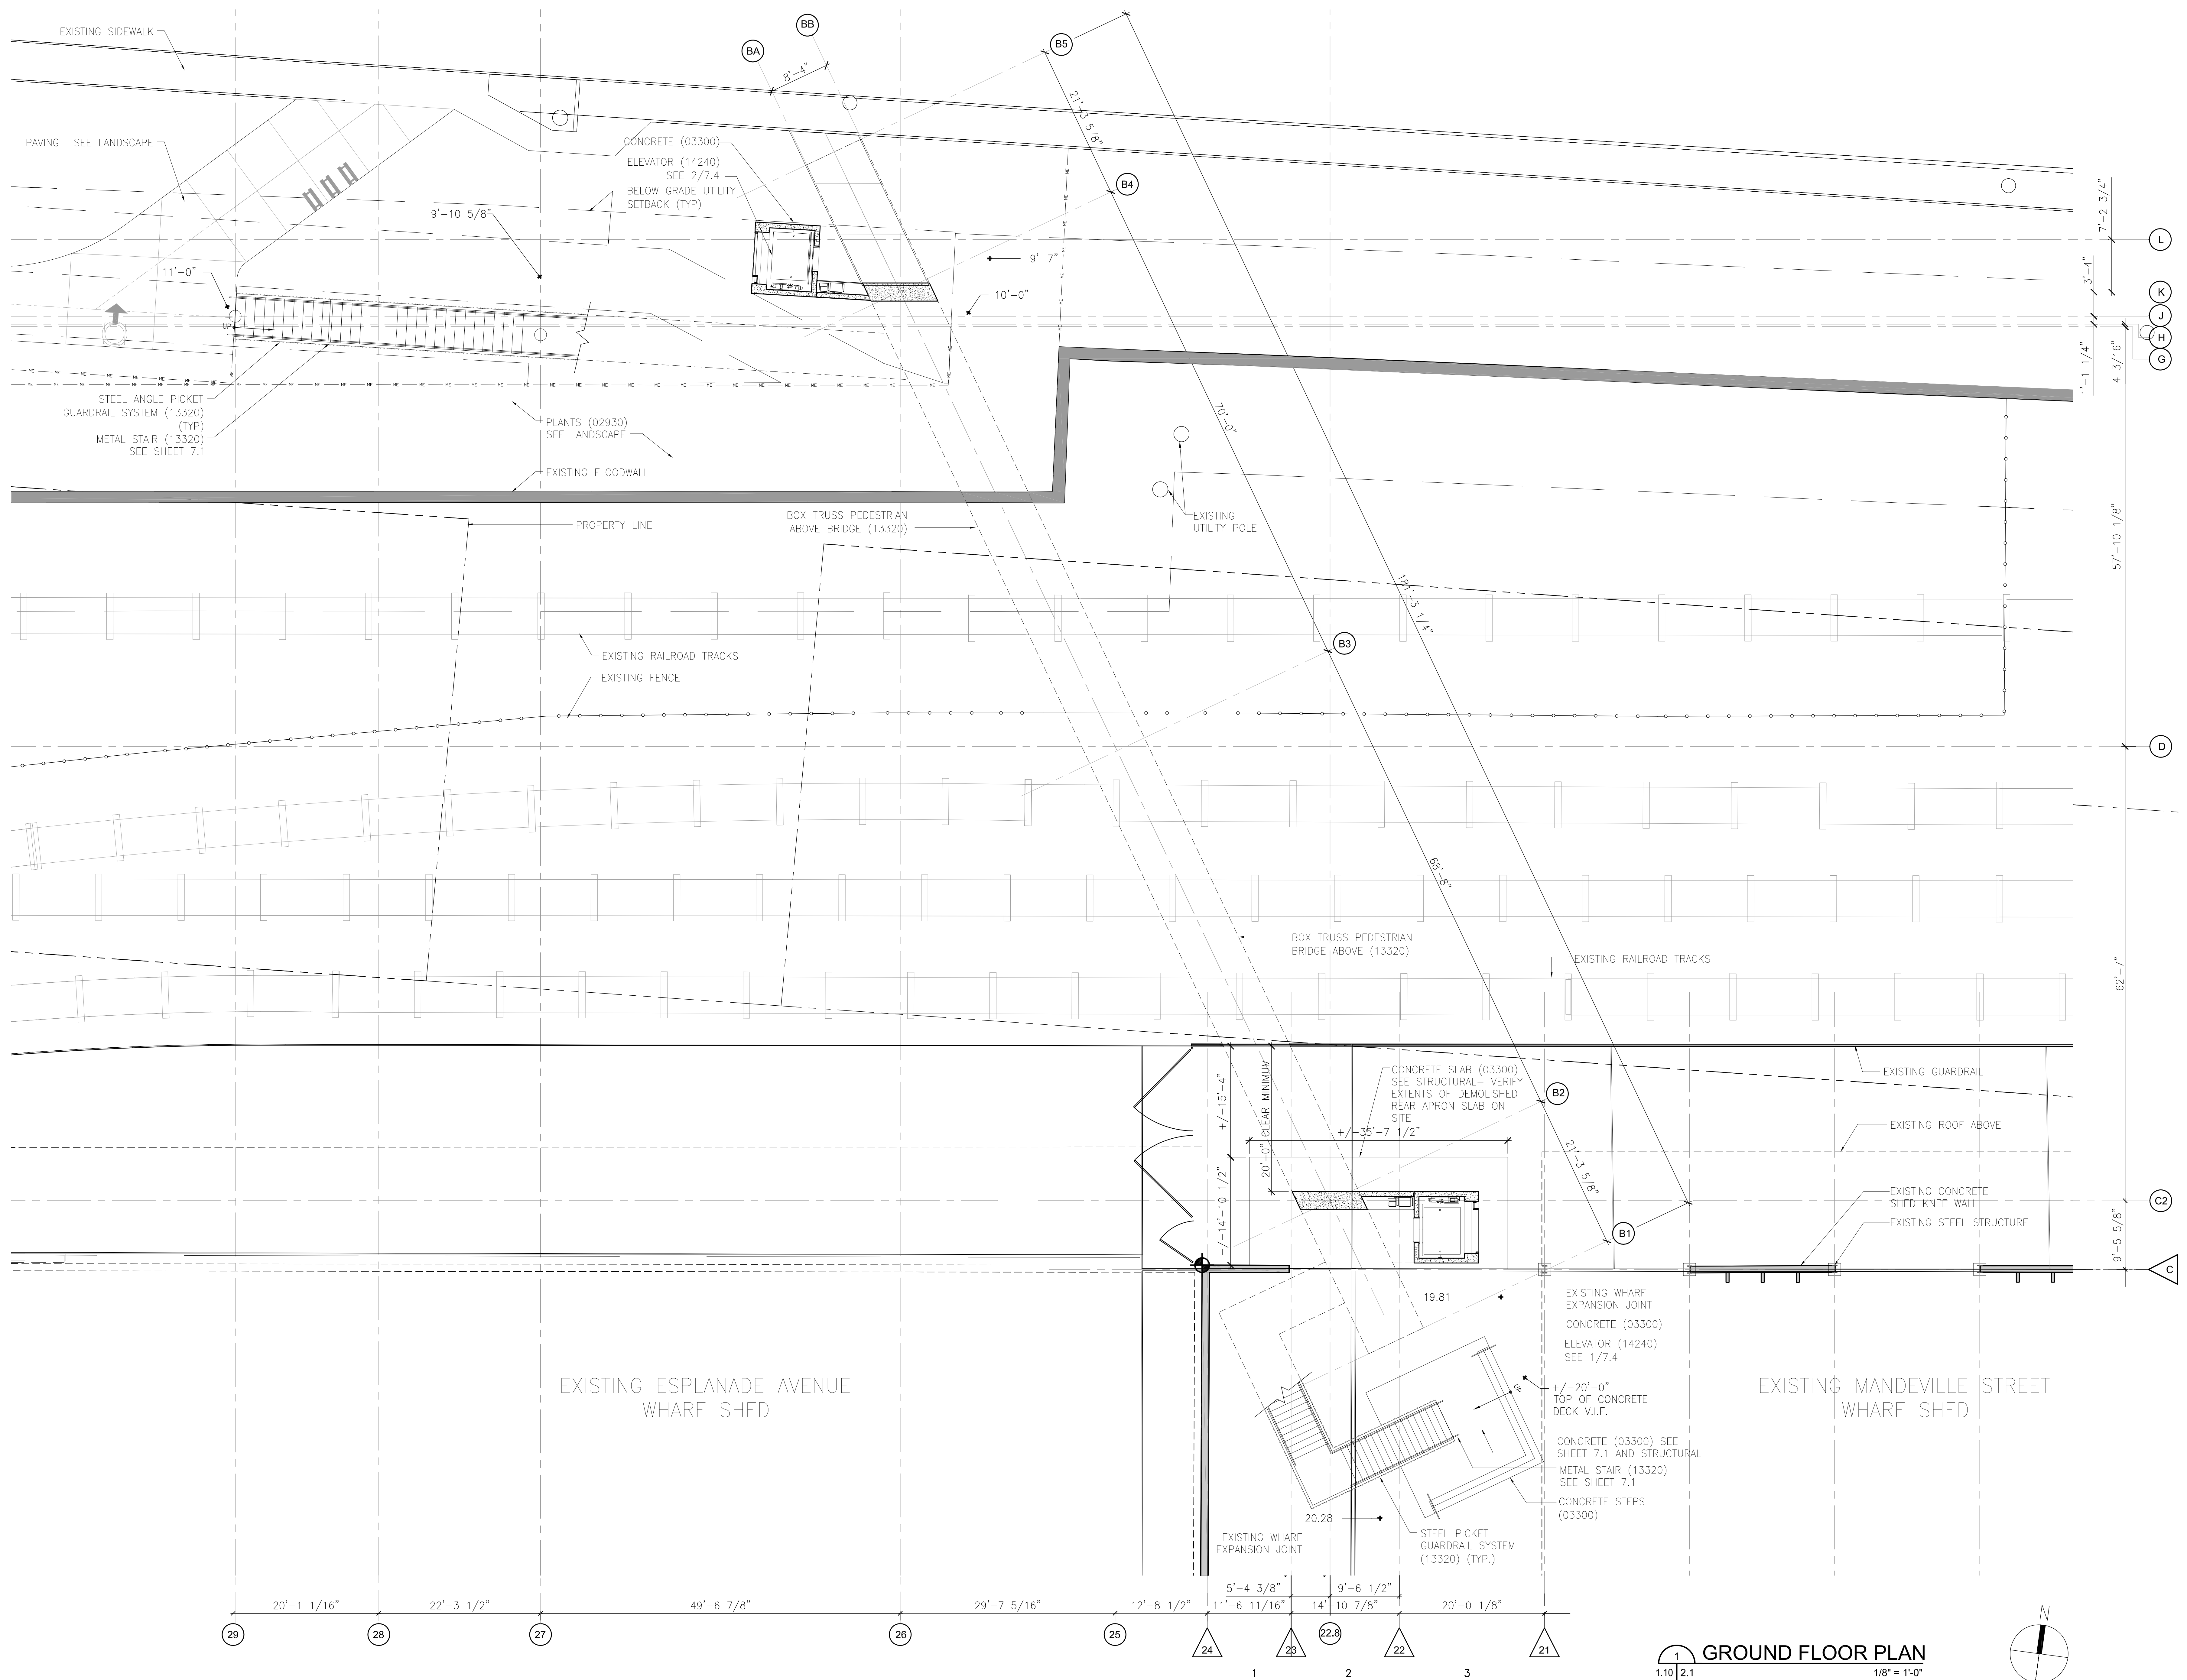 EXISTING SIDEWALK
BA
BB
B5
8'-4"
21'-3 5/8"
PAVING- SEE LANDSCAPE
CONCRETE (03300)
ELEVATOR (14240)
SEE 2/7.4
BELOW GRADE UTILITY
SETBACK (TYP)
B4
9'-10 5/8"
11'-0"
9'-7"
10'-0"
UP
7'-2 3/4"
3'-4"
1'-1 1/4"
4 3/16"
L
K
J
H
G
STEEL ANGLE PICKET
GUARDRAIL SYSTEM (13320)
(TYP)
METAL STAIR (13320)
SEE SHEET 7.1
PLANTS (02930)
SEE LANDSCAPE
70'-0"
EXISTING FLOODWALL
PROPERTY LINE
BOX TRUSS PEDESTRIAN
ABOVE BRIDGE (13320)
EXISTING
UTILITY POLE
57'-10 1/8"
181'-3 1/4"
B3
EXISTING RAILROAD TRACKS
EXISTING FENCE
D
68'-8"
BOX TRUSS PEDESTRIAN
BRIDGE ABOVE (13320)
EXISTING RAILROAD TRACKS
62'-7"
+/-15'-4"
20'-0" CLEAR MINIMUM
CONCRETE SLAB (03300)
SEE STRUCTURAL- VERIFY
EXTENTS OF DEMOLISHED
REAR APRON SLAB ON
SITE
+/-35'-7 1/2"
EXISTING GUARDRAIL
B2
EXISTING ROOF ABOVE
21'-3 5/8"
+/-14'-10 1/2"
EXISTING CONCRETE
SHED KNEE WALL
EXISTING STEEL STRUCTURE
C2
B1
9'-5 5/8"
C
19.81
EXISTING WHARF
EXPANSION JOINT
CONCRETE (03300)
ELEVATOR (14240)
SEE 1/7.4
EXISTING ESPLANADE AVENUE
WHARF SHED
UP
+/-20'-0"
TOP OF CONCRETE
DECK V.I.F.
EXISTING MANDEVILLE STREET
WHARF SHED
CONCRETE (03300) SEE
SHEET 7.1 AND STRUCTURAL
METAL STAIR (13320)
SEE SHEET 7.1
CONCRETE STEPS
(03300)
20.28
EXISTING WHARF
EXPANSION JOINT
STEEL PICKET
GUARDRAIL SYSTEM
(13320) (TYP.)
5'-4 3/8"
9'-6 1/2"
20'-1 1/16"
22'-3 1/2"
49'-6 7/8"
29'-7 5/16"
12'-8 1/2"
11'-6 11/16"
14'-10 7/8"
20'-0 1/8"
29
28
27
26
25
24
23
22.8
22
21
1
2
3
N
1
GROUND FLOOR PLAN
1.10
2.1
1/8" = 1'-0"